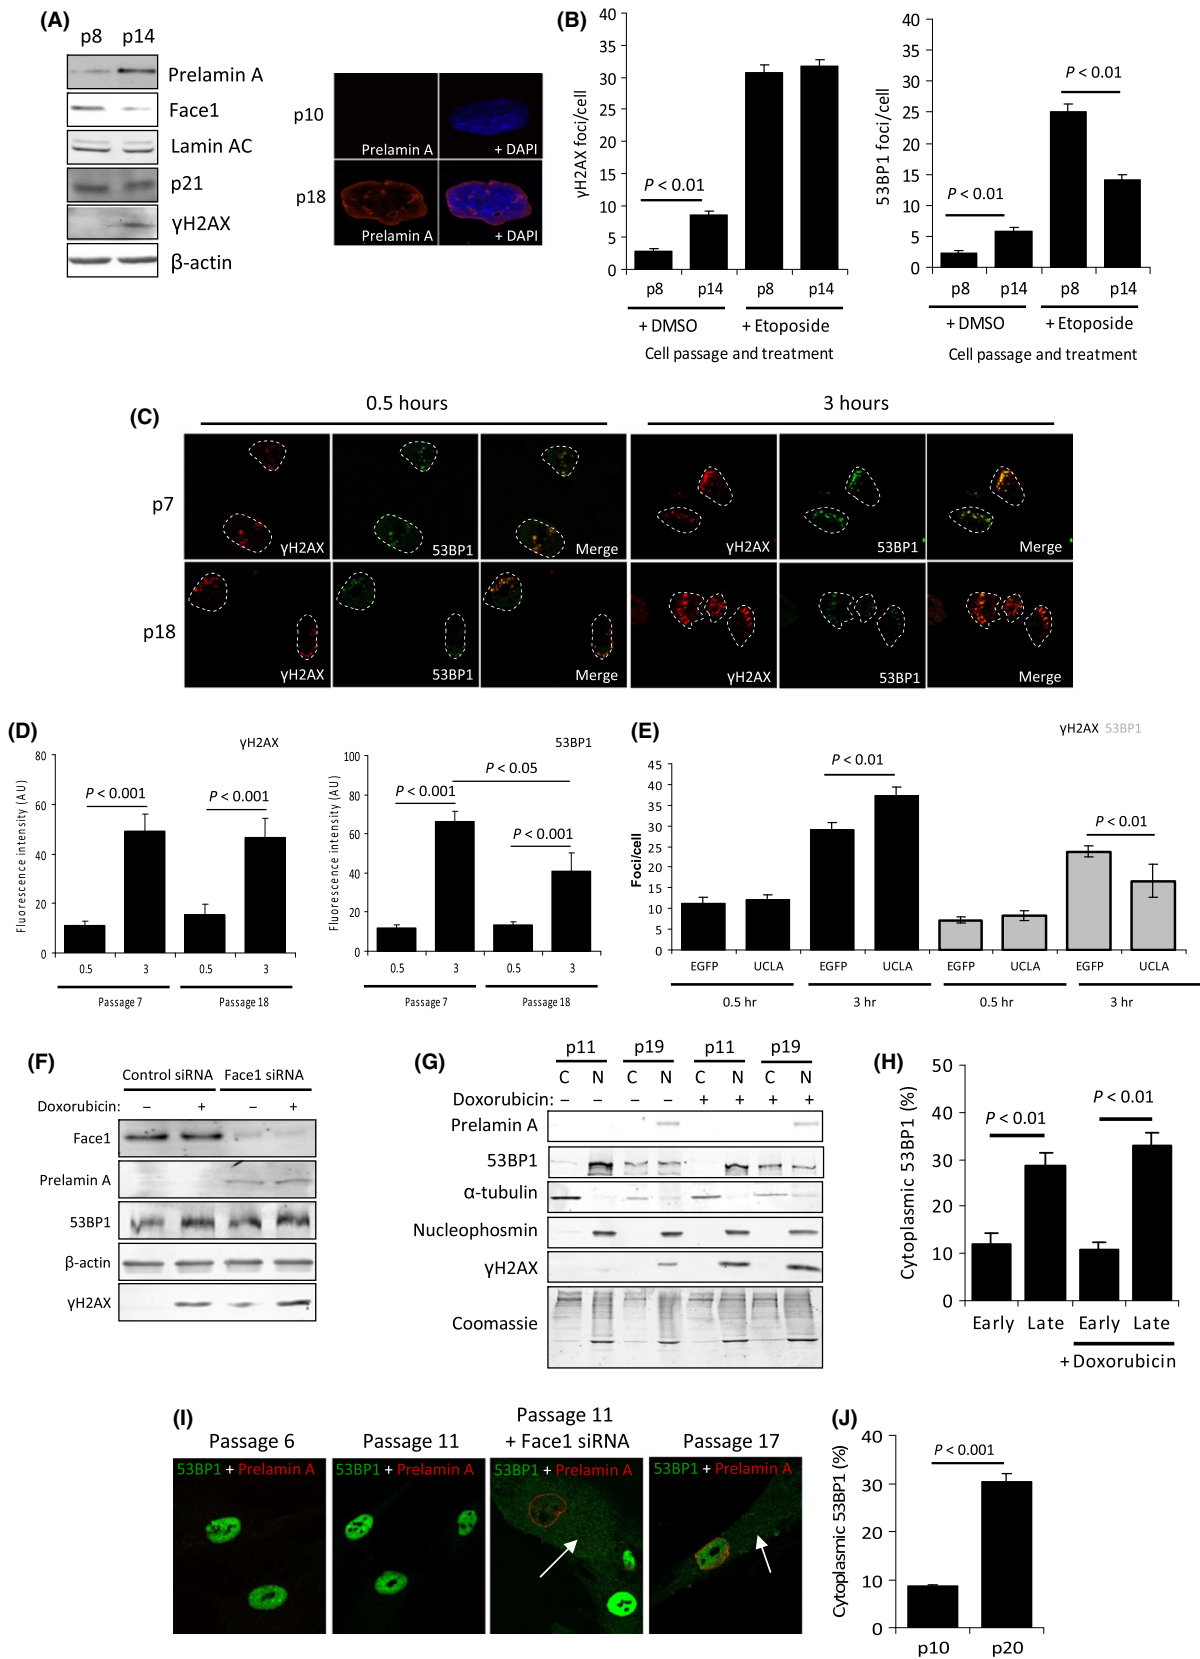 (A)
p8 p14
Prelamin A
Face1
Lamin AC
p21
γH2AX
β-actin
p10
Prelamin A
+ DAPI
p18
Prelamin A
+ DAPI
(B)
γH2AX foci/cell
40
35
30
25
20
15
10
5
0
P < 0.01
p8 p14 p8 p14
+ DMSO + Etoposide
Cell passage and treatment
53BP1 foci/cell
40
35
30
25
20
15
10
5
0
P < 0.01
P < 0.01
p8 p14 p8 p14
+ DMSO + Etoposide
Cell passage and treatment
(C)
0.5 hours
3 hours
p7
γH2AX 53BP1 Merge γH2AX 53BP1 Merge
p18
γH2AX 53BP1 Merge γH2AX 53BP1 Merge
(D)
γH2AX
Fluorescence intensity (AU)
80
60
40
20
0
P < 0.001
P < 0.001
0.5 3 0.5 3
Passage 7 Passage 18
53BP1
Fluorescence intensity (AU)
100
80
60
40
20
0
P < 0.05
P < 0.001
P < 0.001
0.5 3 0.5 3
Passage 7 Passage 18
(E)
γH2AX 53BP1
Foci/cell
45
40
35
30
25
20
15
10
5
0
P < 0.01
P < 0.01
EGFP UCLA EGFP UCLA EGFP UCLA EGFP UCLA
0.5 hr 3 hr 0.5 hr 3 hr
(F)
Control siRNA Face1 siRNA
Doxorubicin: – + – +
Face1
Prelamin A
53BP1
β-actin
γH2AX
(G)
p11 p19 p11 p19
C N C N C N C N
Doxorubicin: – – – – + + + +
Prelamin A
53BP1
α-tubulin
Nucleophosmin
γH2AX
Coomassie
(H)
Cytoplasmic 53BP1 (%)
50
40
30
20
10
0
P < 0.01
P < 0.01
Early Late Early Late
+ Doxorubicin
(I)
Passage 6
53BP1 + Prelamin A
Passage 11
53BP1 + Prelamin A
Passage 11
+ Face1 siRNA
53BP1 + Prelamin A
Passage 17
53BP1 + Prelamin A
(J)
Cytoplasmic 53BP1 (%)
40
30
20
10
0
P < 0.001
p10 p20